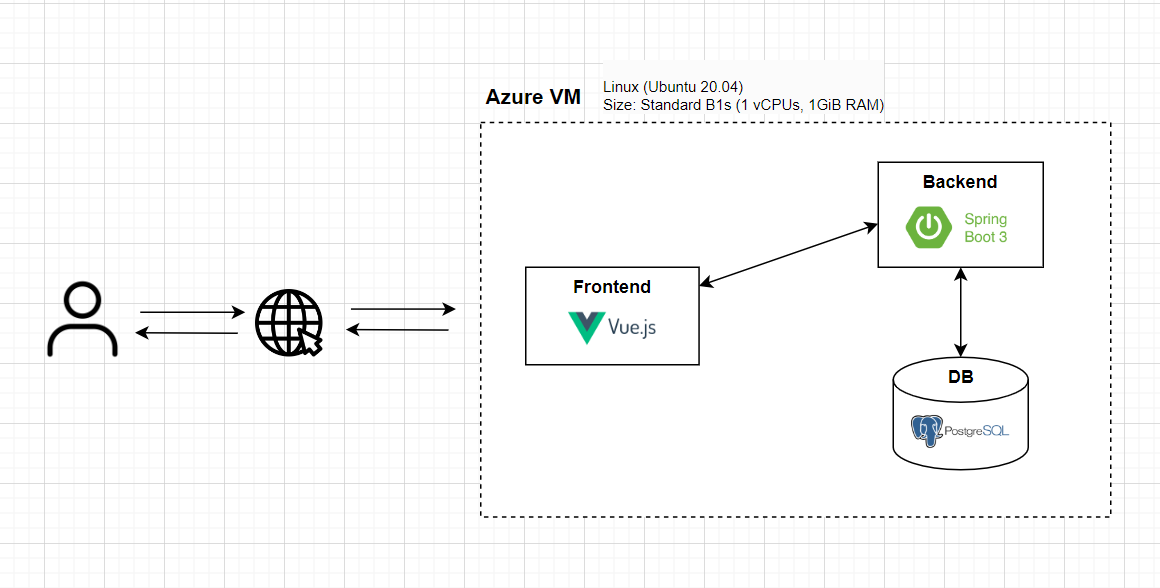 Azure VM
Linux (Ubuntu 20.04)
Size: Standard B1s (1 vCPUs, 1GiB RAM)
Backend
Spring
Boot 3
Frontend
Vue.js
DB
PostgreSQL